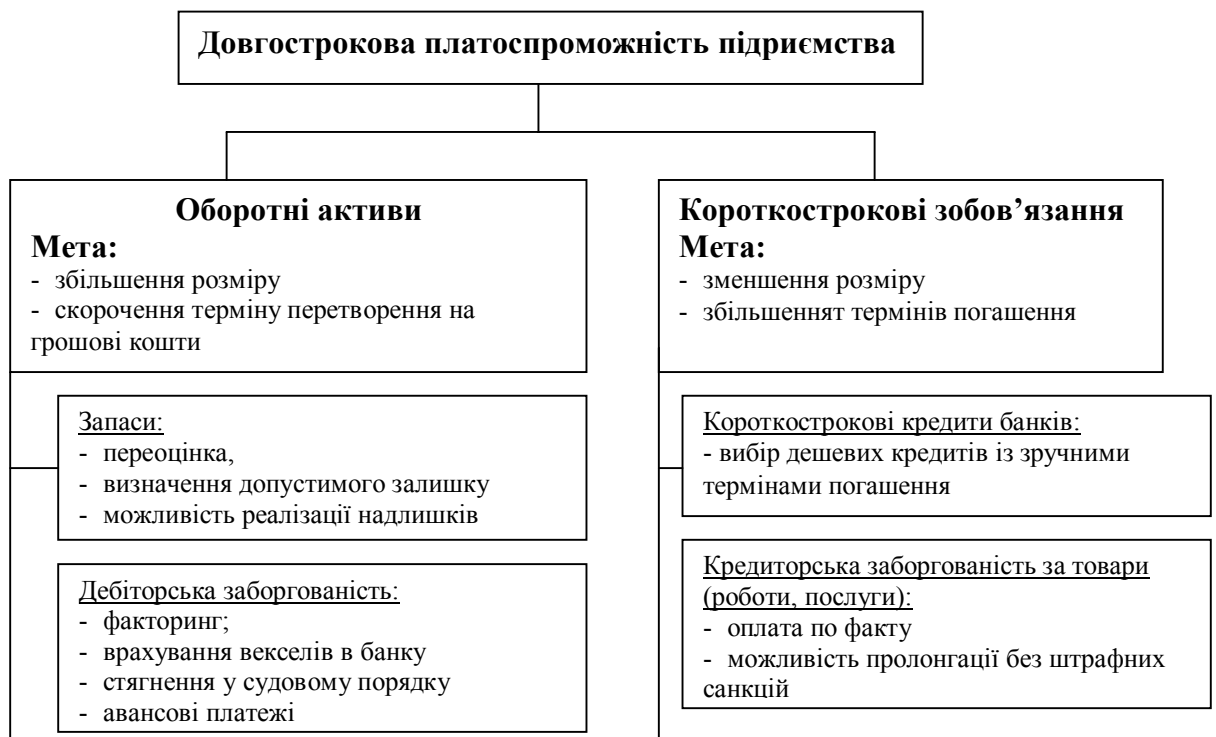 Довгострокова платоспроможність підриємства
Оборотні активи
Мета:
- збільшення розміру
- скорочення терміну перетворення на
грошові кошти
Короткострокові зобов’язання
Мета:
- зменшення розміру
- збільшеннят термінів погашення
Запаси:
- переоцінка,
- визначення допустимого залишку
- можливість реалізації надлишків
Короткострокові кредити банків:
- вибір дешевих кредитів із зручними
термінами погашення
Дебіторська заборгованість:
- факторинг;
- врахування векселів в банку
- стягнення у судовому порядку
- авансові платежі
Кредиторська заборгованість за товари
(роботи, послуги):
- оплата по факту
- можливість пролонгації без штрафних
санкцій